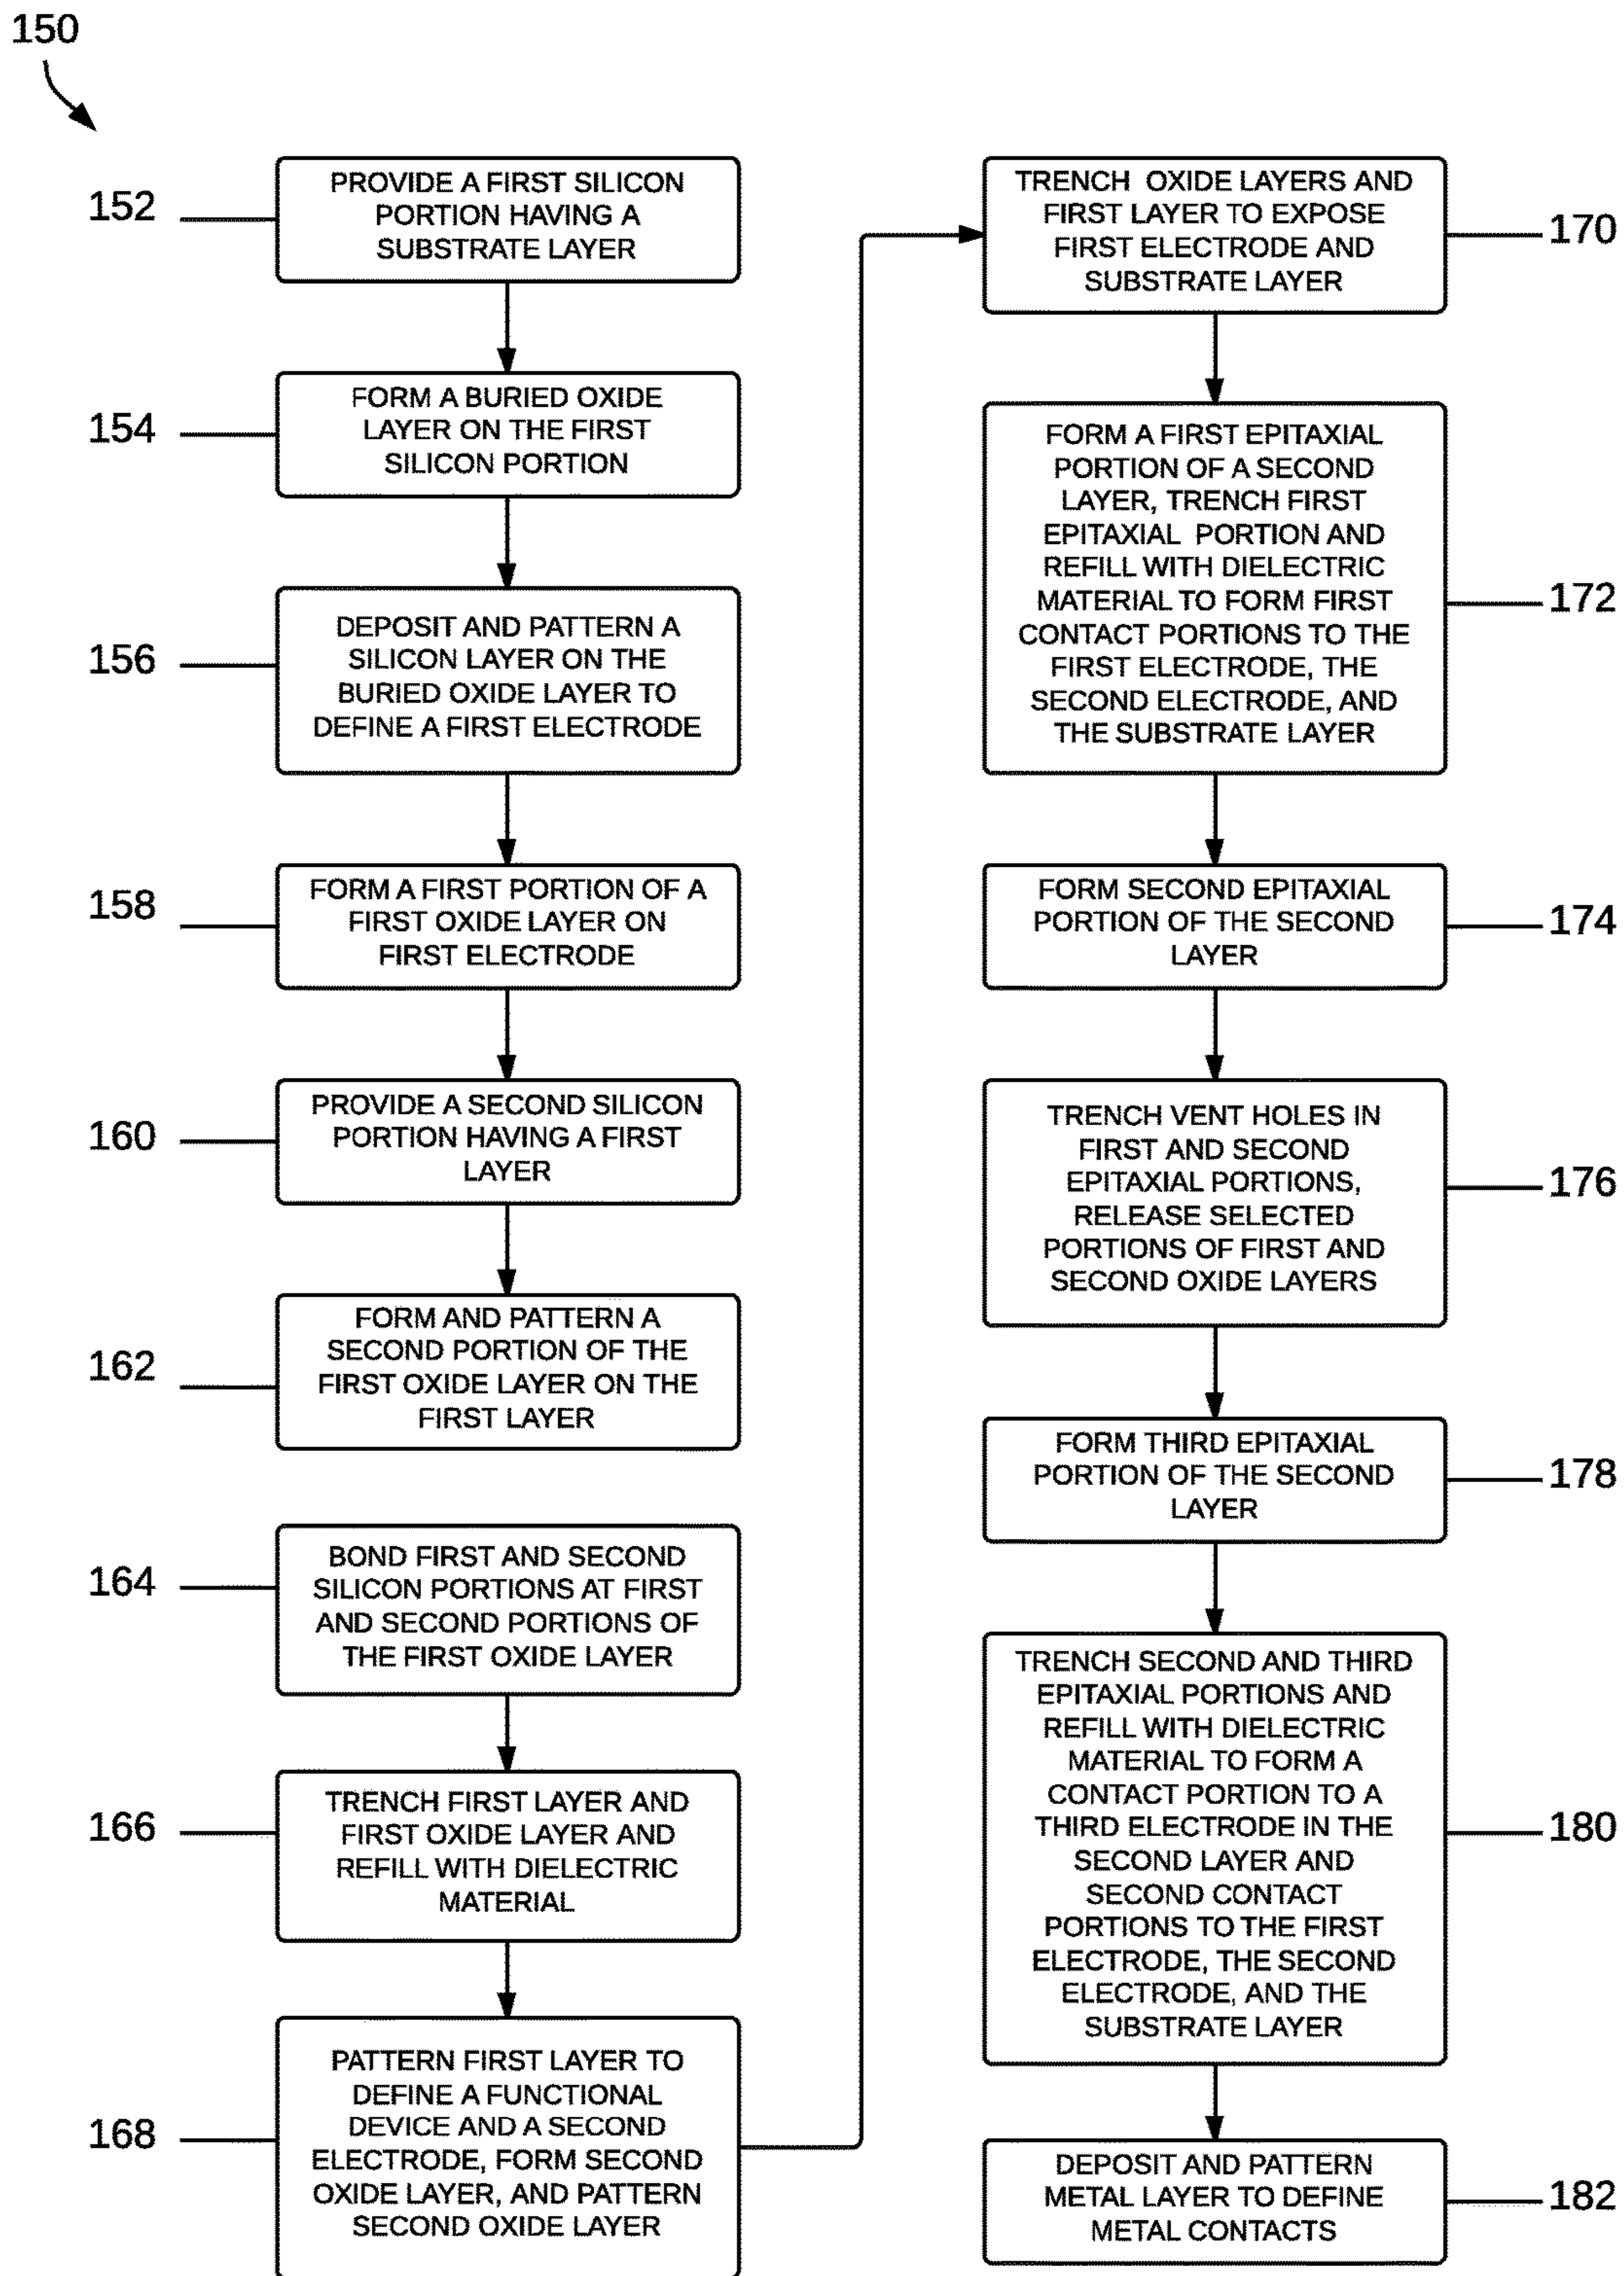 150
152
PROVIDE A FIRST SILICON
PORTION HAVING A
SUBSTRATE LAYER
154
FORM A BURIED OXIDE
LAYER ON THE FIRST
SILICON PORTION
156
DEPOSIT AND PATTERN A
SILICON LAYER ON THE
BURIED OXIDE LAYER TO
DEFINE A FIRST ELECTRODE
158
FORM A FIRST PORTION OF A
FIRST OXIDE LAYER ON
FIRST ELECTRODE
160
PROVIDE A SECOND SILICON
PORTION HAVING A FIRST
LAYER
162
FORM AND PATTERN A
SECOND PORTION OF THE
FIRST OXIDE LAYER ON THE
FIRST LAYER
164
BOND FIRST AND SECOND
SILICON PORTIONS AT FIRST
AND SECOND PORTIONS OF
THE FIRST OXIDE LAYER
166
TRENCH FIRST LAYER AND
FIRST OXIDE LAYER AND
REFILL WITH DIELECTRIC
MATERIAL
168
PATTERN FIRST LAYER TO
DEFINE A FUNCTIONAL
DEVICE AND A SECOND
ELECTRODE, FORM SECOND
OXIDE LAYER, AND PATTERN
SECOND OXIDE LAYER
TRENCH OXIDE LAYERS AND
FIRST LAYER TO EXPOSE
FIRST ELECTRODE AND
SUBSTRATE LAYER
170
FORM A FIRST EPITAXIAL
PORTION OF A SECOND
LAYER, TRENCH FIRST
EPITAXIAL PORTION AND
REFILL WITH DIELECTRIC
MATERIAL TO FORM FIRST
CONTACT PORTIONS TO THE
FIRST ELECTRODE, THE
SECOND ELECTRODE, AND
THE SUBSTRATE LAYER
172
FORM SECOND EPITAXIAL
PORTION OF THE SECOND
LAYER
174
TRENCH VENT HOLES IN
FIRST AND SECOND
EPITAXIAL PORTIONS,
RELEASE SELECTED
PORTIONS OF FIRST AND
SECOND OXIDE LAYERS
176
FORM THIRD EPITAXIAL
PORTION OF THE SECOND
LAYER
178
TRENCH SECOND AND THIRD
EPITAXIAL PORTIONS AND
REFILL WITH DIELECTRIC
MATERIAL TO FORM A
CONTACT PORTION TO A
THIRD ELECTRODE IN THE
SECOND LAYER AND
SECOND CONTACT
PORTIONS TO THE FIRST
ELECTRODE, THE SECOND
ELECTRODE, AND THE
SUBSTRATE LAYER
180
DEPOSIT AND PATTERN
METAL LAYER TO DEFINE
METAL CONTACTS
182